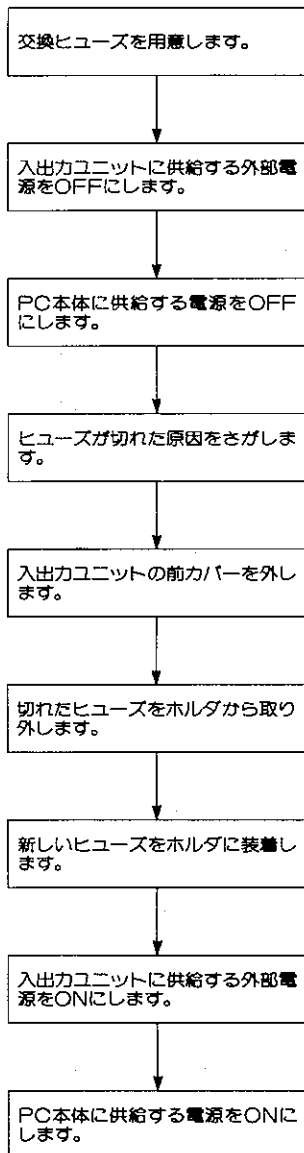 交換ヒューズを用意します。
入出力ユニットに供給する外部電
源をOFFにします。
PC本体に供給する電源をOFF
にします。
ヒューズが切れた原因をさがしま
す。
入出力ユニットの前カバーを外し
ます。
切れたヒューズをホルダから取り
外します。
新しいヒューズをホルダに装着し
ます。
入出力ユニットに供給する外部電
源をONにします。
PC本体に供給する電源をONに
します。